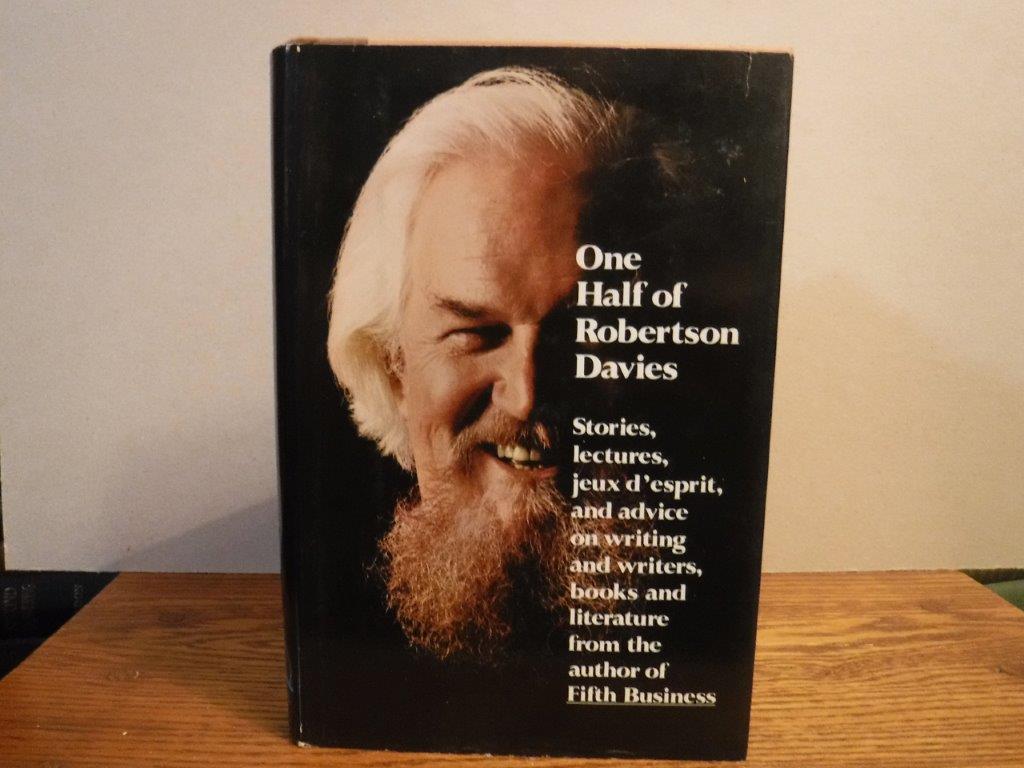 One
Half of
Robertson
Davies
Stories,
lectures,
jeux d'esprit,
and advice
on writing
and writers,
books and
literature
from the
author of
Fifth Business